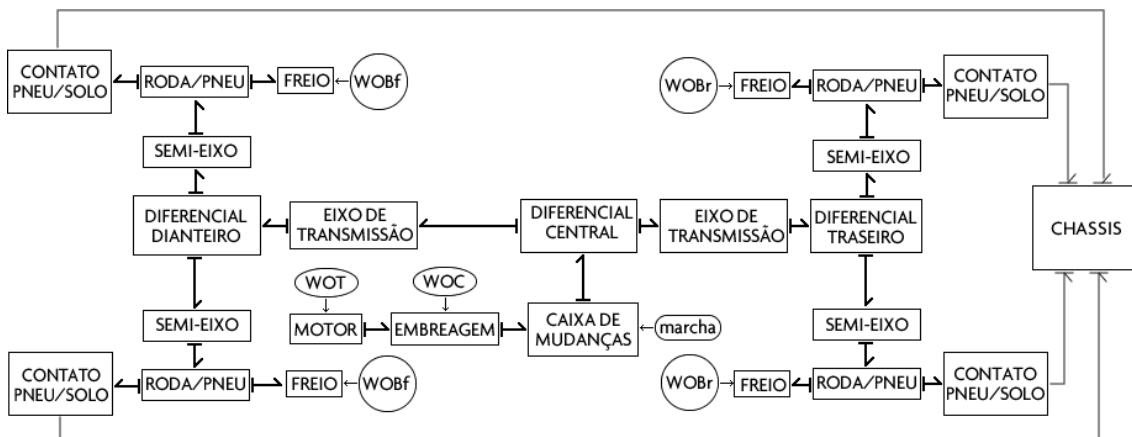 CONTATO
PNEU/SOLO
RODA/PNEU
FREIO
WOBf
WOBr
FREIO
RODA/PNEU
CONTATO
PNEU/SOLO
SEMI-EIXO
SEMI-EIXO
DIFERENCIAL
DIANTEIRO
EIXO DE
TRANSMISSÃO
DIFERENCIAL
CENTRAL
EIXO DE
TRANSMISSÃO
DIFERENCIAL
TRASEIRO
CHASSIS
WOT
WOC
SEMI-EIXO
MOTOR
EMBREAGEM
CAIXA DE
MUDANÇAS
marcha
SEMI-EIXO
CONTATO
PNEU/SOLO
RODA/PNEU
FREIO
WOBf
WOBr
FREIO
RODA/PNEU
CONTATO
PNEU/SOLO